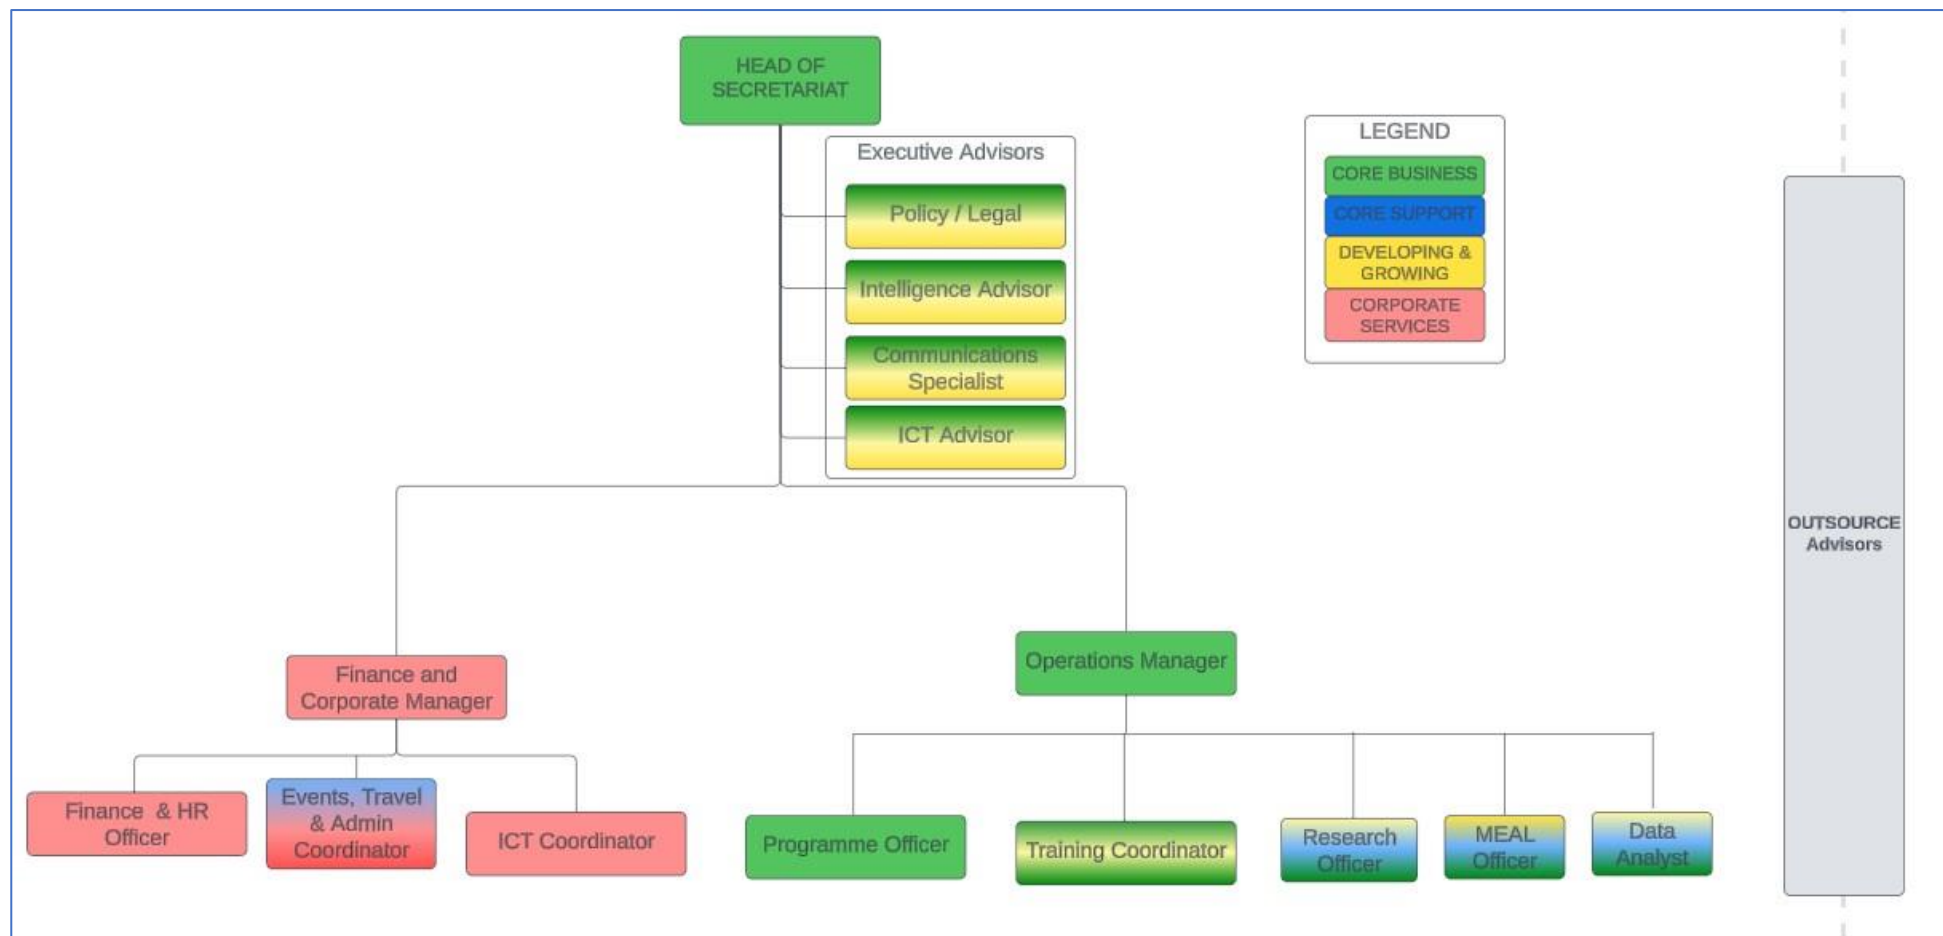 HEAD OF
SECRETARIAT
Executive Advisors
Policy / Legal
Intelligence Advisor
Communications
Specialist
ICT Advisor
LEGEND
CORE BUSINESS
CORE SUPPORT
DEVELOPING &
GROWING
CORPORATE
SERVICES
OUTSOURCE
Advisors
Finance and
Corporate Manager
Operations Manager
Finance & HR
Officer
Events, Travel
& Admin
Coordinator
ICT Coordinator
Programme Officer
Training Coordinator
Research
Officer
MEAL
Officer
Data
Analyst